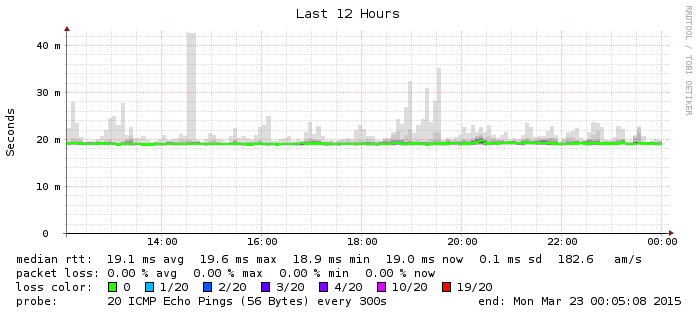 Last 12 Hours
RRDTOOL / TOBI OETIKER
Seconds
40 m
30 m
20 m
10 m
0
14:00 16:00 18:00 20:00 22:00 00:00
median rtt: 19.1 ms avg 19.6 ms max 18.9 ms min 19.0 ms now 0.1 ms sd 182.6 am/s
packet loss: 0.00 % avg 0.00 % max 0.00 % min 0.00 % now
loss color: 0 1/20 2/20 3/20 4/20 10/20 19/20
probe: 20 ICMP Echo Pings (56 Bytes) every 300s end: Mon Mar 23 00:05:08 2015